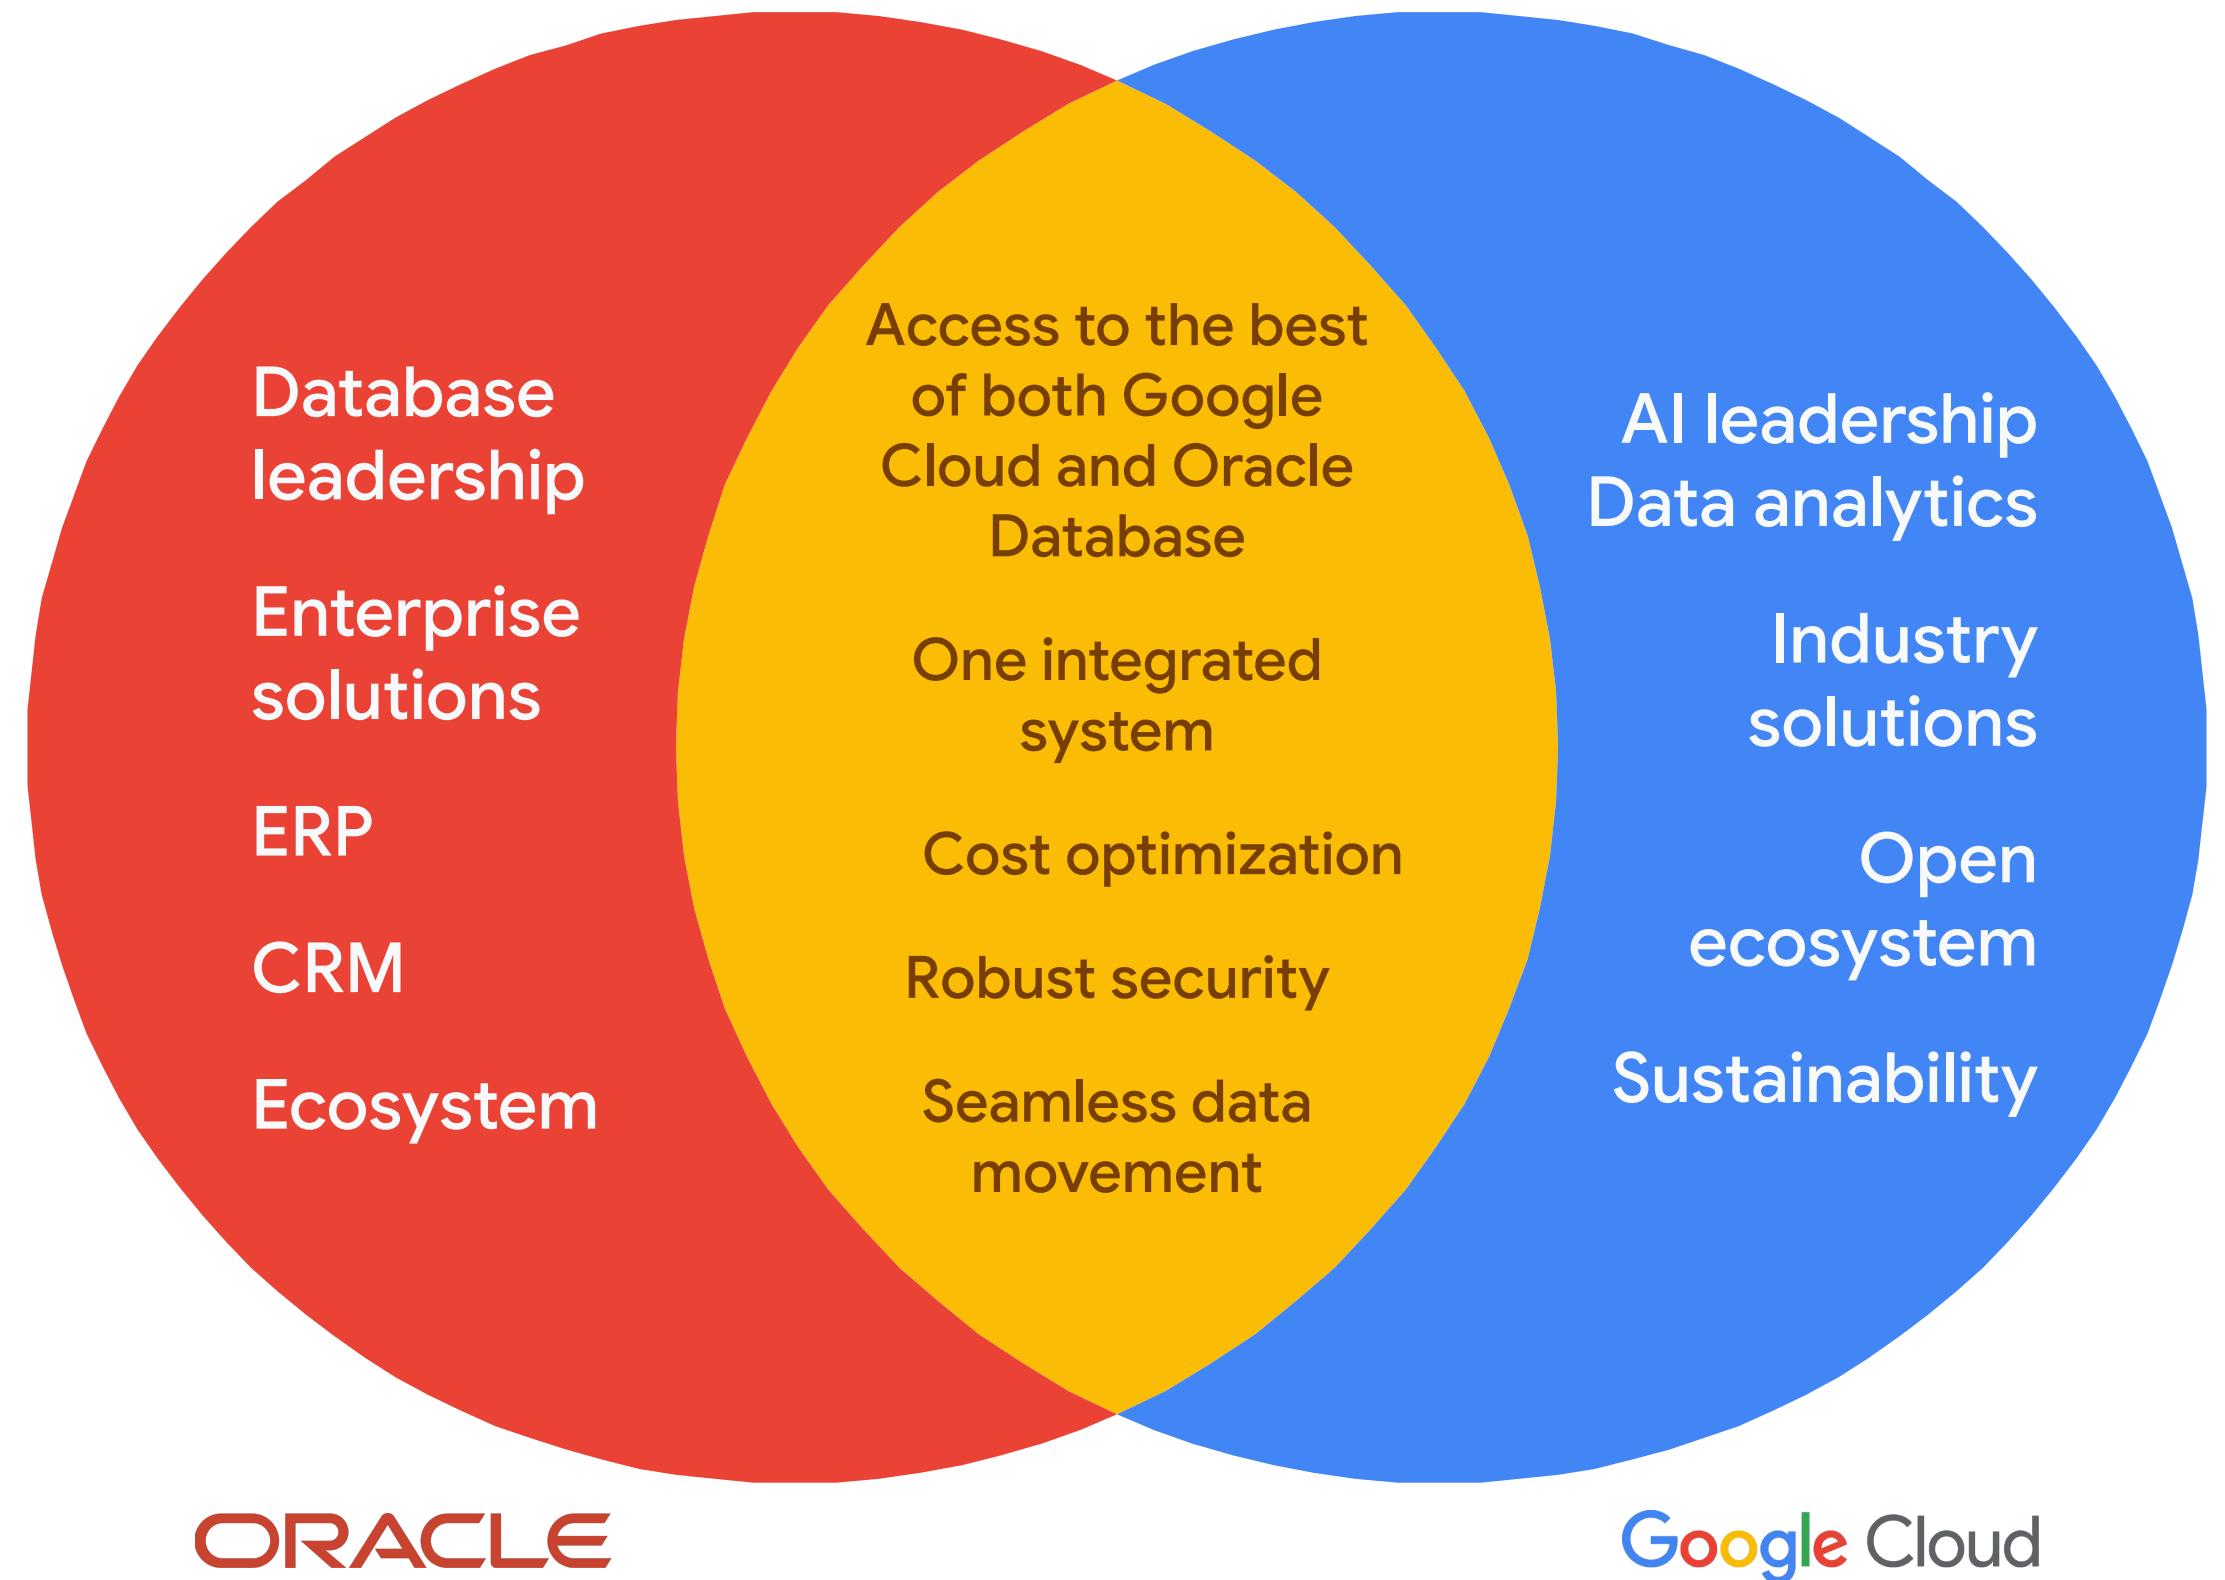 Database
leadership
Enterprise
solutions
ERP
CRM
Ecosystem
Access to the best
of both Google
Cloud and Oracle
Database
One integrated
system
Cost optimization
Robust security
Seamless data
movement
AI leadership
Data analytics
Industry
solutions
Open
ecosystem
Sustainability
ORACLE
Google Cloud